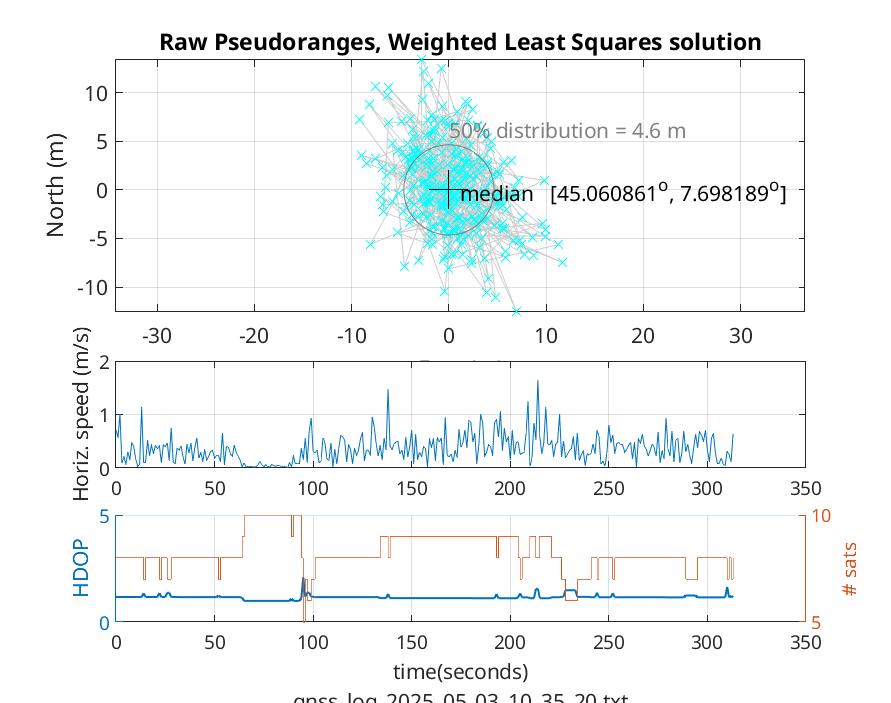 Raw Pseudoranges, Weighted Least Squares solution
North (m)
10
5
0
-5
-10
50% distribution = 4.6 m
median [45.060861°, 7.698189°]
-30 -20 -10 0 10 20 30
Horiz. speed (m/s)
2
1
0
0 50 100 150 200 250 300 350
HDOP
5
0
# sats
10
5
0 50 100 150 200 250 300 350
time(seconds)
gnss_log_2025_05_03_10_35_20.txt